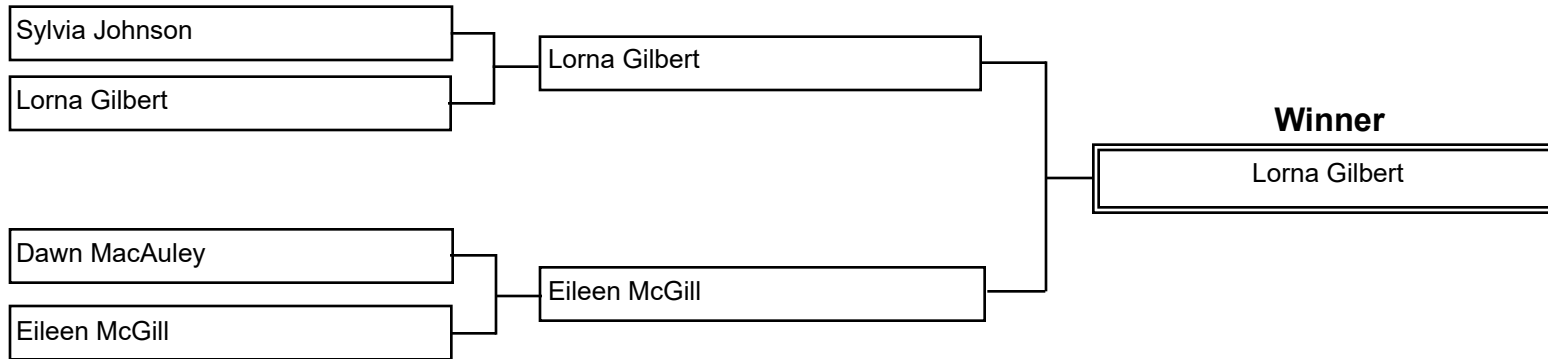 Sylvia Johnson
Lorna Gilbert
Lorna Gilbert
Winner
Lorna Gilbert
Dawn MacAuley
Eileen McGill
Eileen McGill